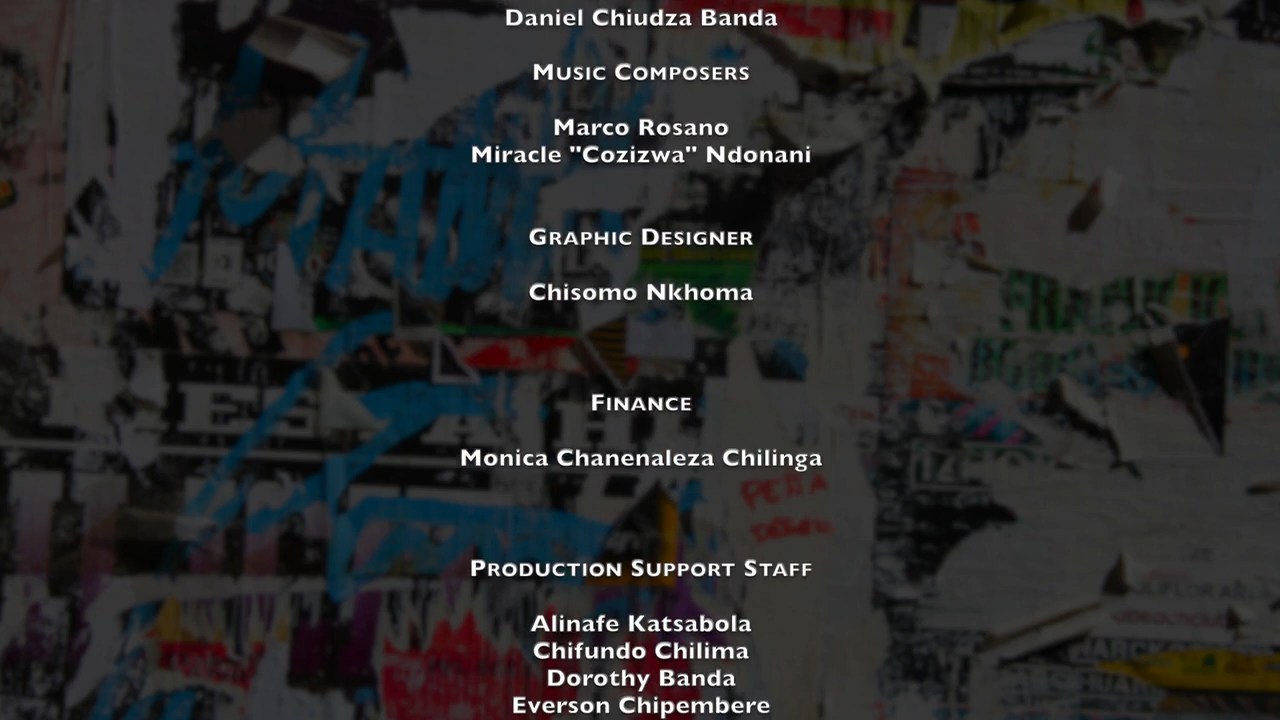 Daniel Chiudza Banda
Music Composers
Marco Rosano
Miracle "Cozizwa" Ndonani
Graphic Designer
Chisomo Nkhoma
Finance
Monica Chanenaleza Chilinga
Production Support Staff
Alinafe Katsabola
Chifundo Chilima
Dorothy Banda
Everson Chipembere